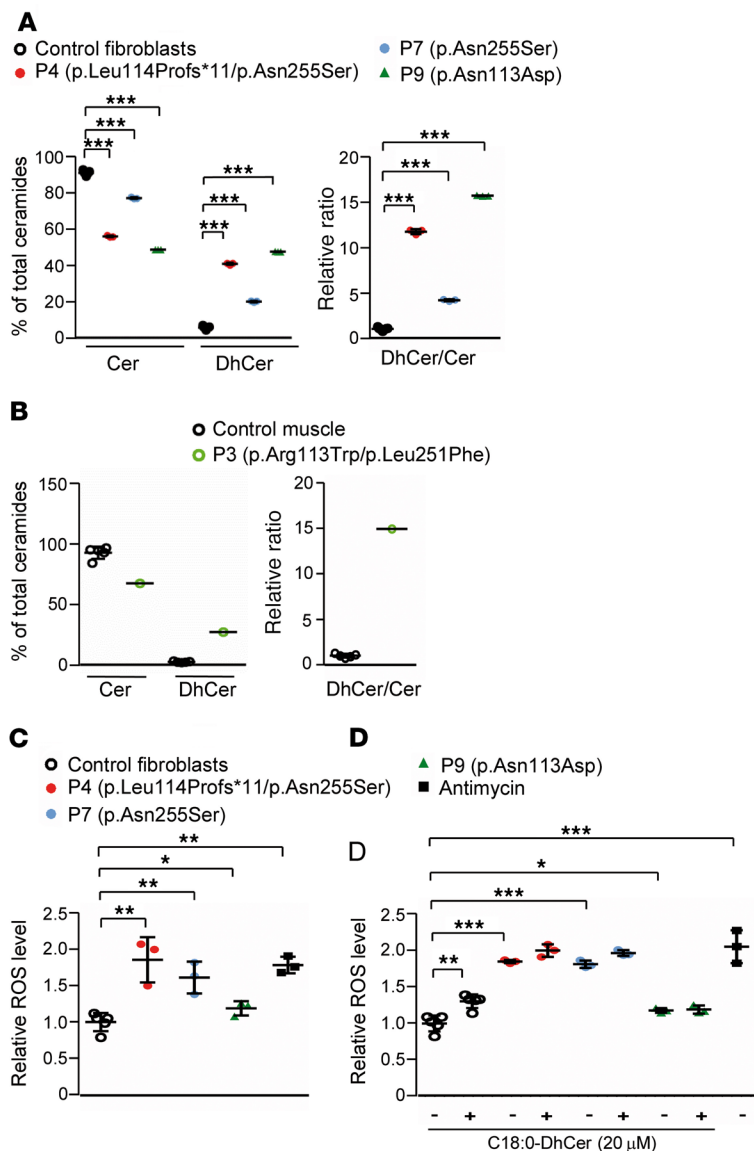 A
Control fibroblasts
P4 (p.Leu114Profs*11/p.Asn255Ser)
P7 (p.Asn255Ser)
P9 (p.Asn113Asp)
***
***
***
***
***
***
***
***
***
% of total ceramides
100
80
60
40
20
0
Cer
DhCer
Relative ratio
20
15
10
5
0
DhCer/Cer
B
Control muscle
P3 (p.Arg113Trp/p.Leu251Phe)
% of total ceramides
150
100
50
0
Cer
DhCer
Relative ratio
20
15
10
5
0
DhCer/Cer
C
Control fibroblasts
P4 (p.Leu114Profs*11/p.Asn255Ser)
P7 (p.Asn255Ser)
**
*
**
**
Relative ROS level
2.5
2.0
1.5
1.0
0.5
0
D
P9 (p.Asn113Asp)
Antimycin
D
***
*
***
***
**
Relative ROS level
2.5
2.0
1.5
1.0
0.5
0
- + - + - + - + -
C18:0-DhCer (20 μM)